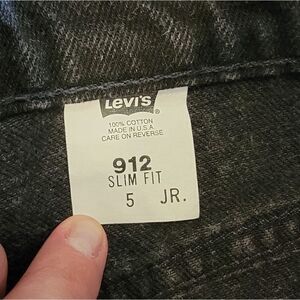 Levi's
100% COTTON
MADE IN U.S.A
CARE ON REVERSE
912
SLIM FIT
5 JR.